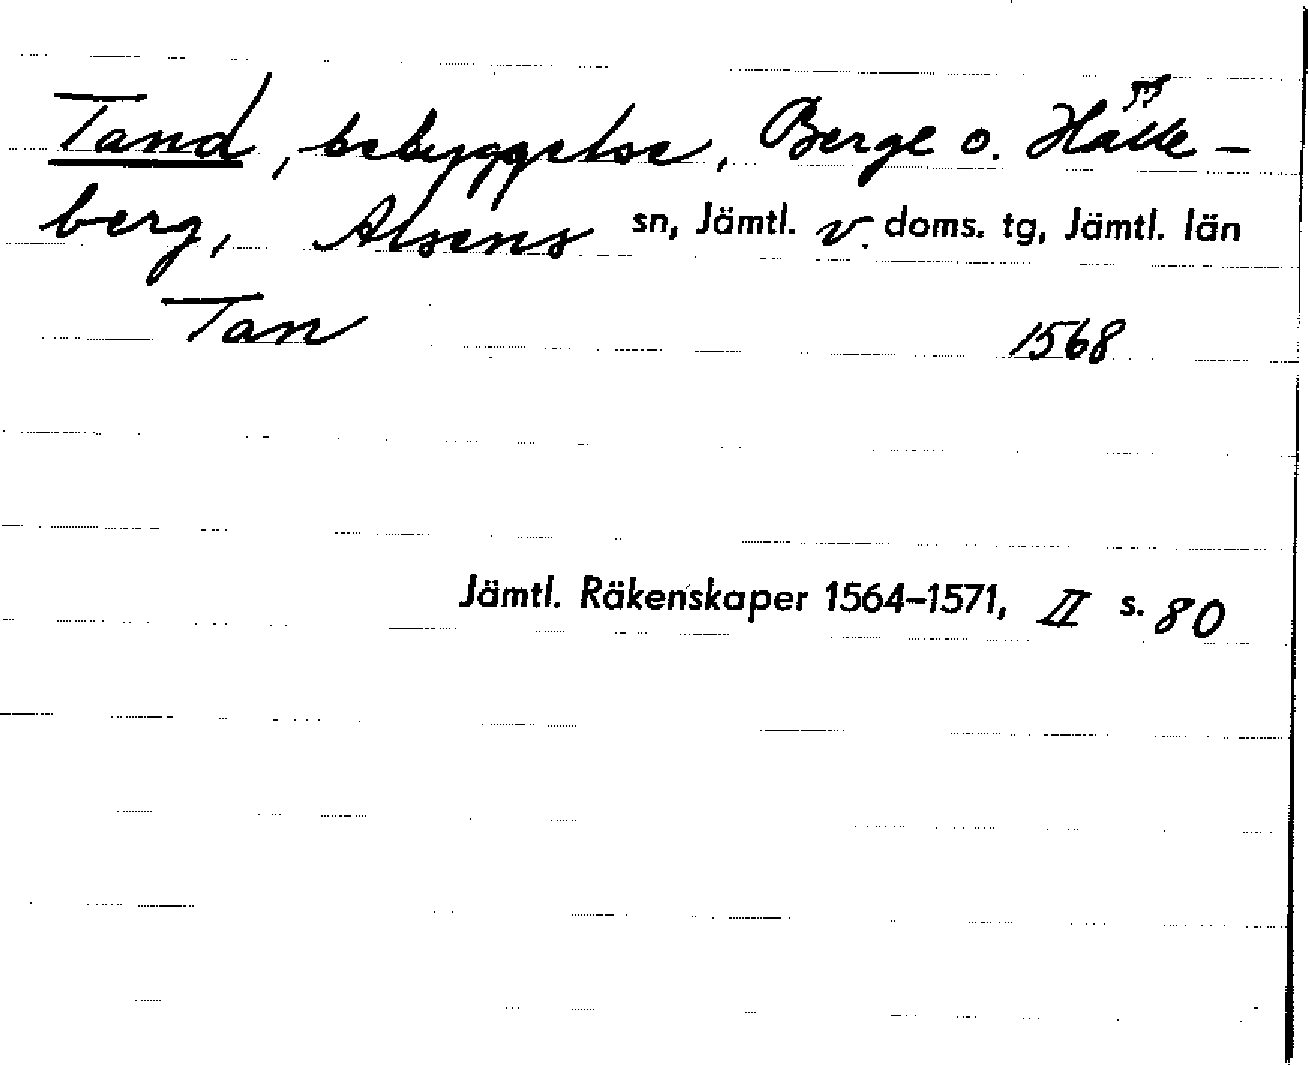 Tand, bebyggelse, Berge o. Hälle-
berg, Alsens sn, Jämtl. v. doms. tg, Jämtl. län
Tan 1568
Jämtl. Räkenskaper 1564–1571, II s. 80